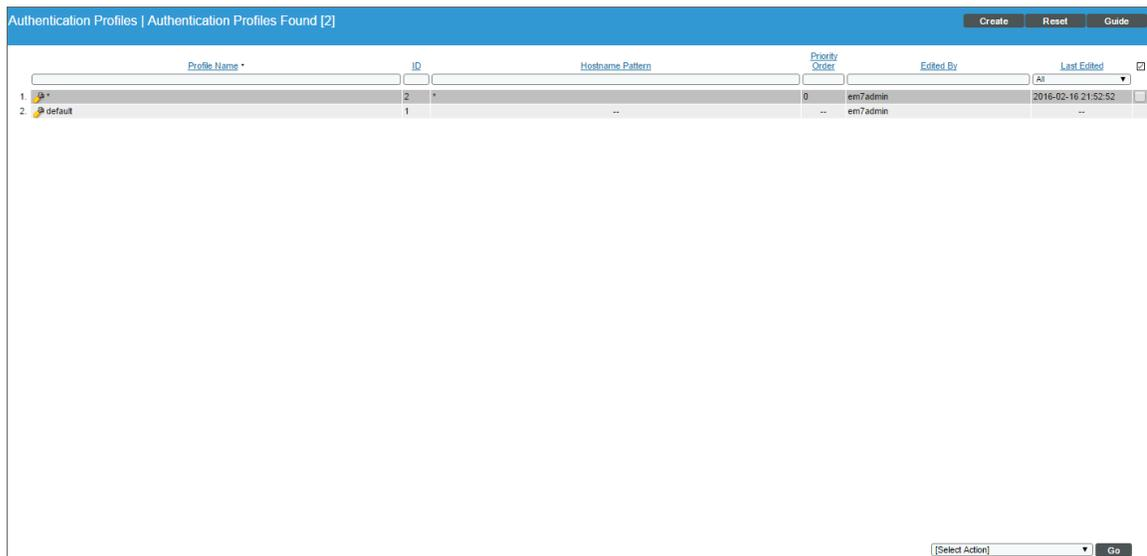 Authentication Profiles | Authentication Profiles Found [2]
Create Reset Guide
Profile Name ID Hostname Pattern Priority Order Edited By Last Edited
All
1. * 2 * 0 em7admin 2016-02-16 21:52:52
2. default 1 -- -- em7admin --
[Select Action] Go